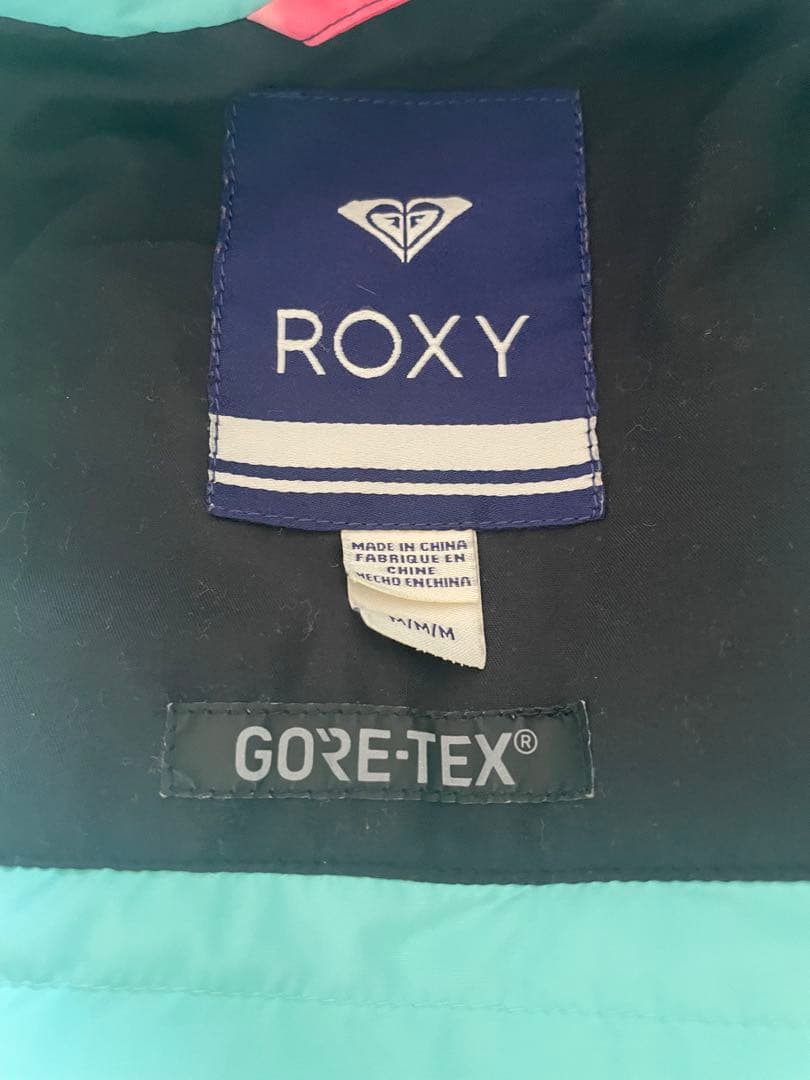 ROXY
MADE IN CHINA
FABRIQUE EN
CHINE
HECHO EN CHINA
M/M/M
GORE-TEX®